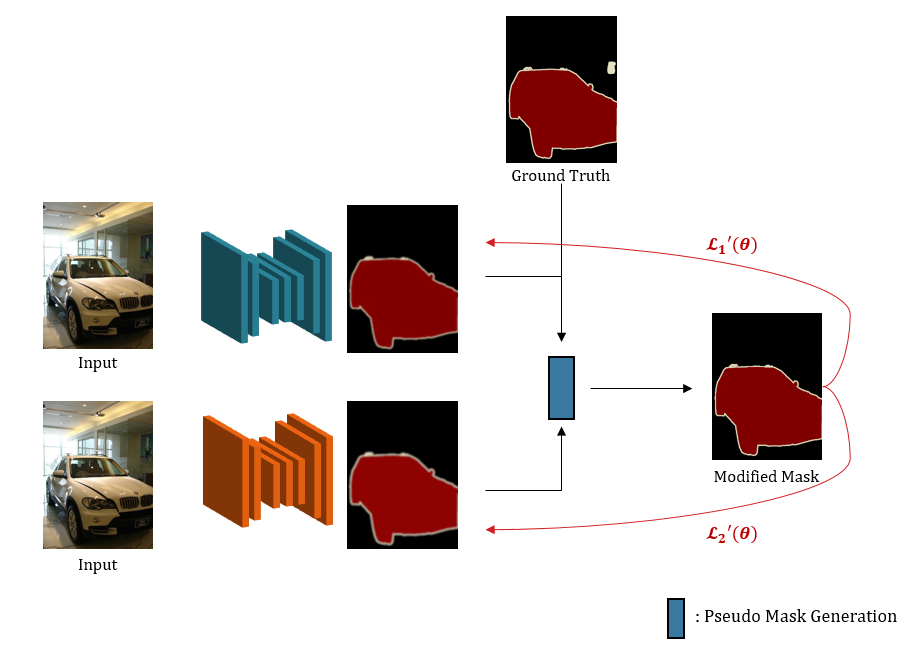 Ground Truth
ℒ₁′(θ)
Input
Modified Mask
ℒ₂′(θ)
Input
: Pseudo Mask Generation